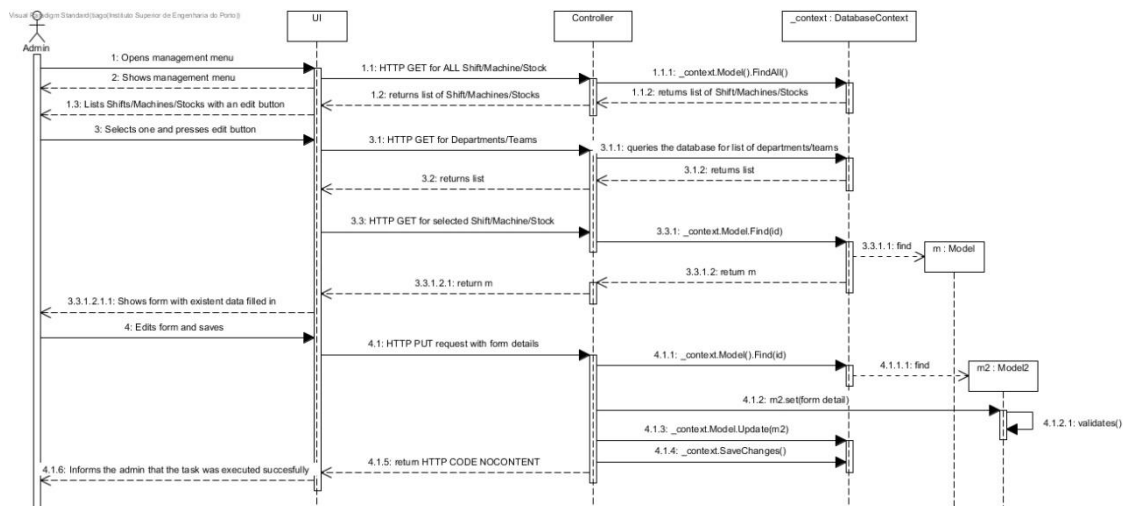 Visual Paradigm Standard(tiago(Instituto Superior de Engenharia do Porto))
Admin
UI
Controller
_context : DatabaseContext
1: Opens management menu
1.1: HTTP GET for ALL Shift/Machine/Stock
1.1.1: _context.Model().FindAll()
2: Shows management menu
1.2: returns list of Shift/Machines/Stocks
1.1.2: returns list of Shift/Machines/Stocks
1.3: Lists Shifts/Machines/Stocks with an edit button
3: Selects one and presses edit button
3.1: HTTP GET for Departments/Teams
3.1.1: queries the database for list of departments/teams
3.2: returns list
3.1.2: returns list
3.3: HTTP GET for selected Shift/Machine/Stock
3.3.1: _context.Model.Find(id)
3.3.1.1: find
m : Model
3.3.1.2: return m
3.3.1.2.1: return m
3.3.1.2.1.1: Shows form with existent data filled in
4: Edits form and saves
4.1: HTTP PUT request with form details
4.1.1: _context.Model().Find(id)
4.1.1.1: find
m2 : Model2
4.1.2: m2.set(form detail)
4.1.2.1: validates()
4.1.3: _context.Model.Update(m2)
4.1.4: _context.SaveChanges()
4.1.5: return HTTP CODE NOCONTENT
4.1.6: Informs the admin that the task was executed succesfully